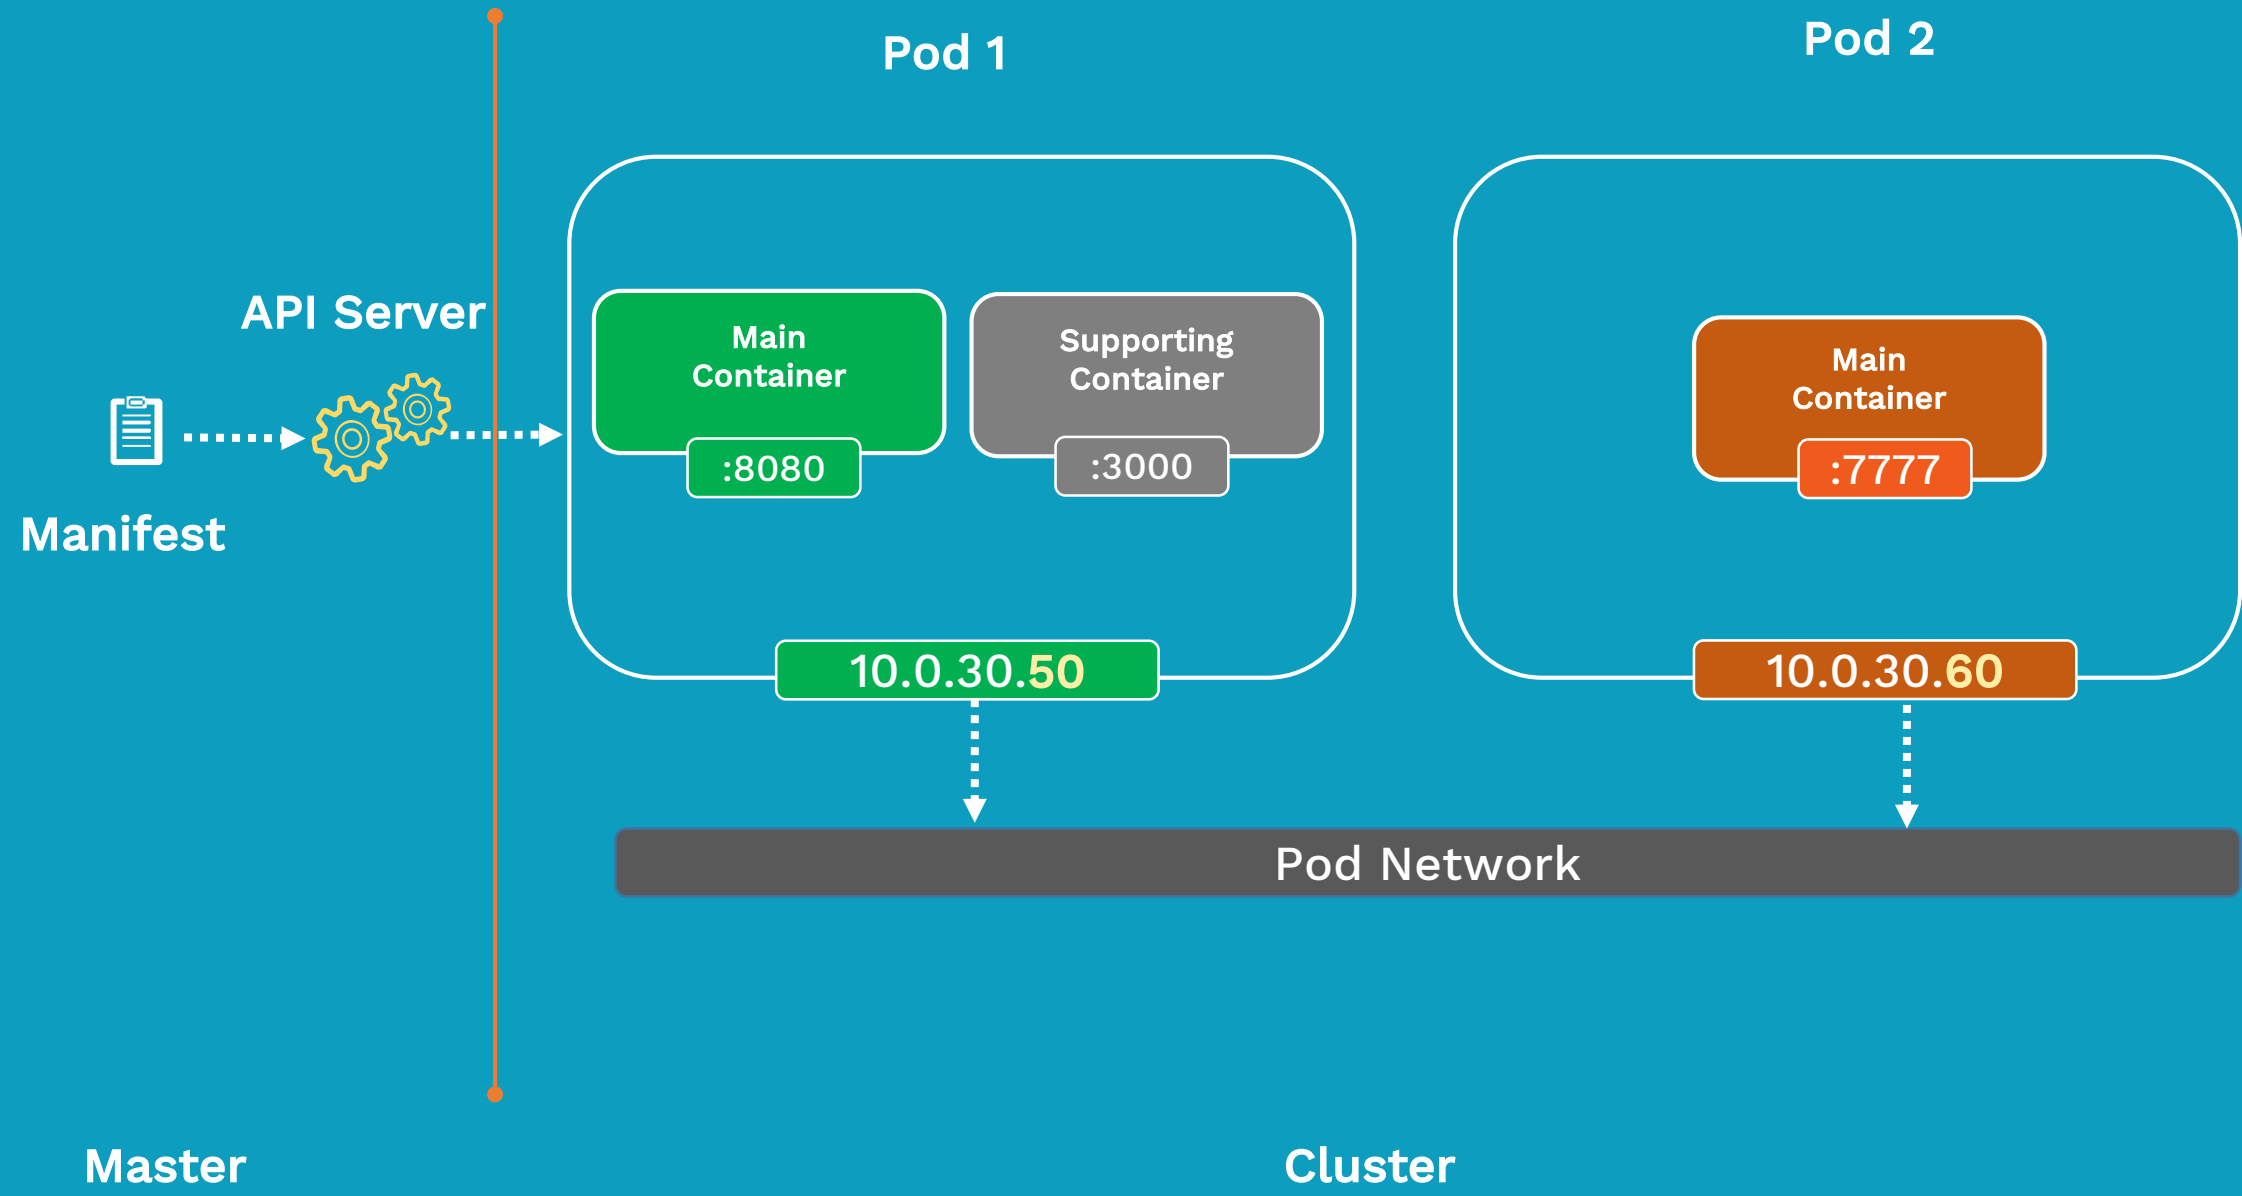 Pod 1
Pod 2
API Server
Manifest
Main
Container
:8080
Supporting
Container
:3000
Main
Container
:7777
10.0.30.50
10.0.30.60
Pod Network
Master
Cluster